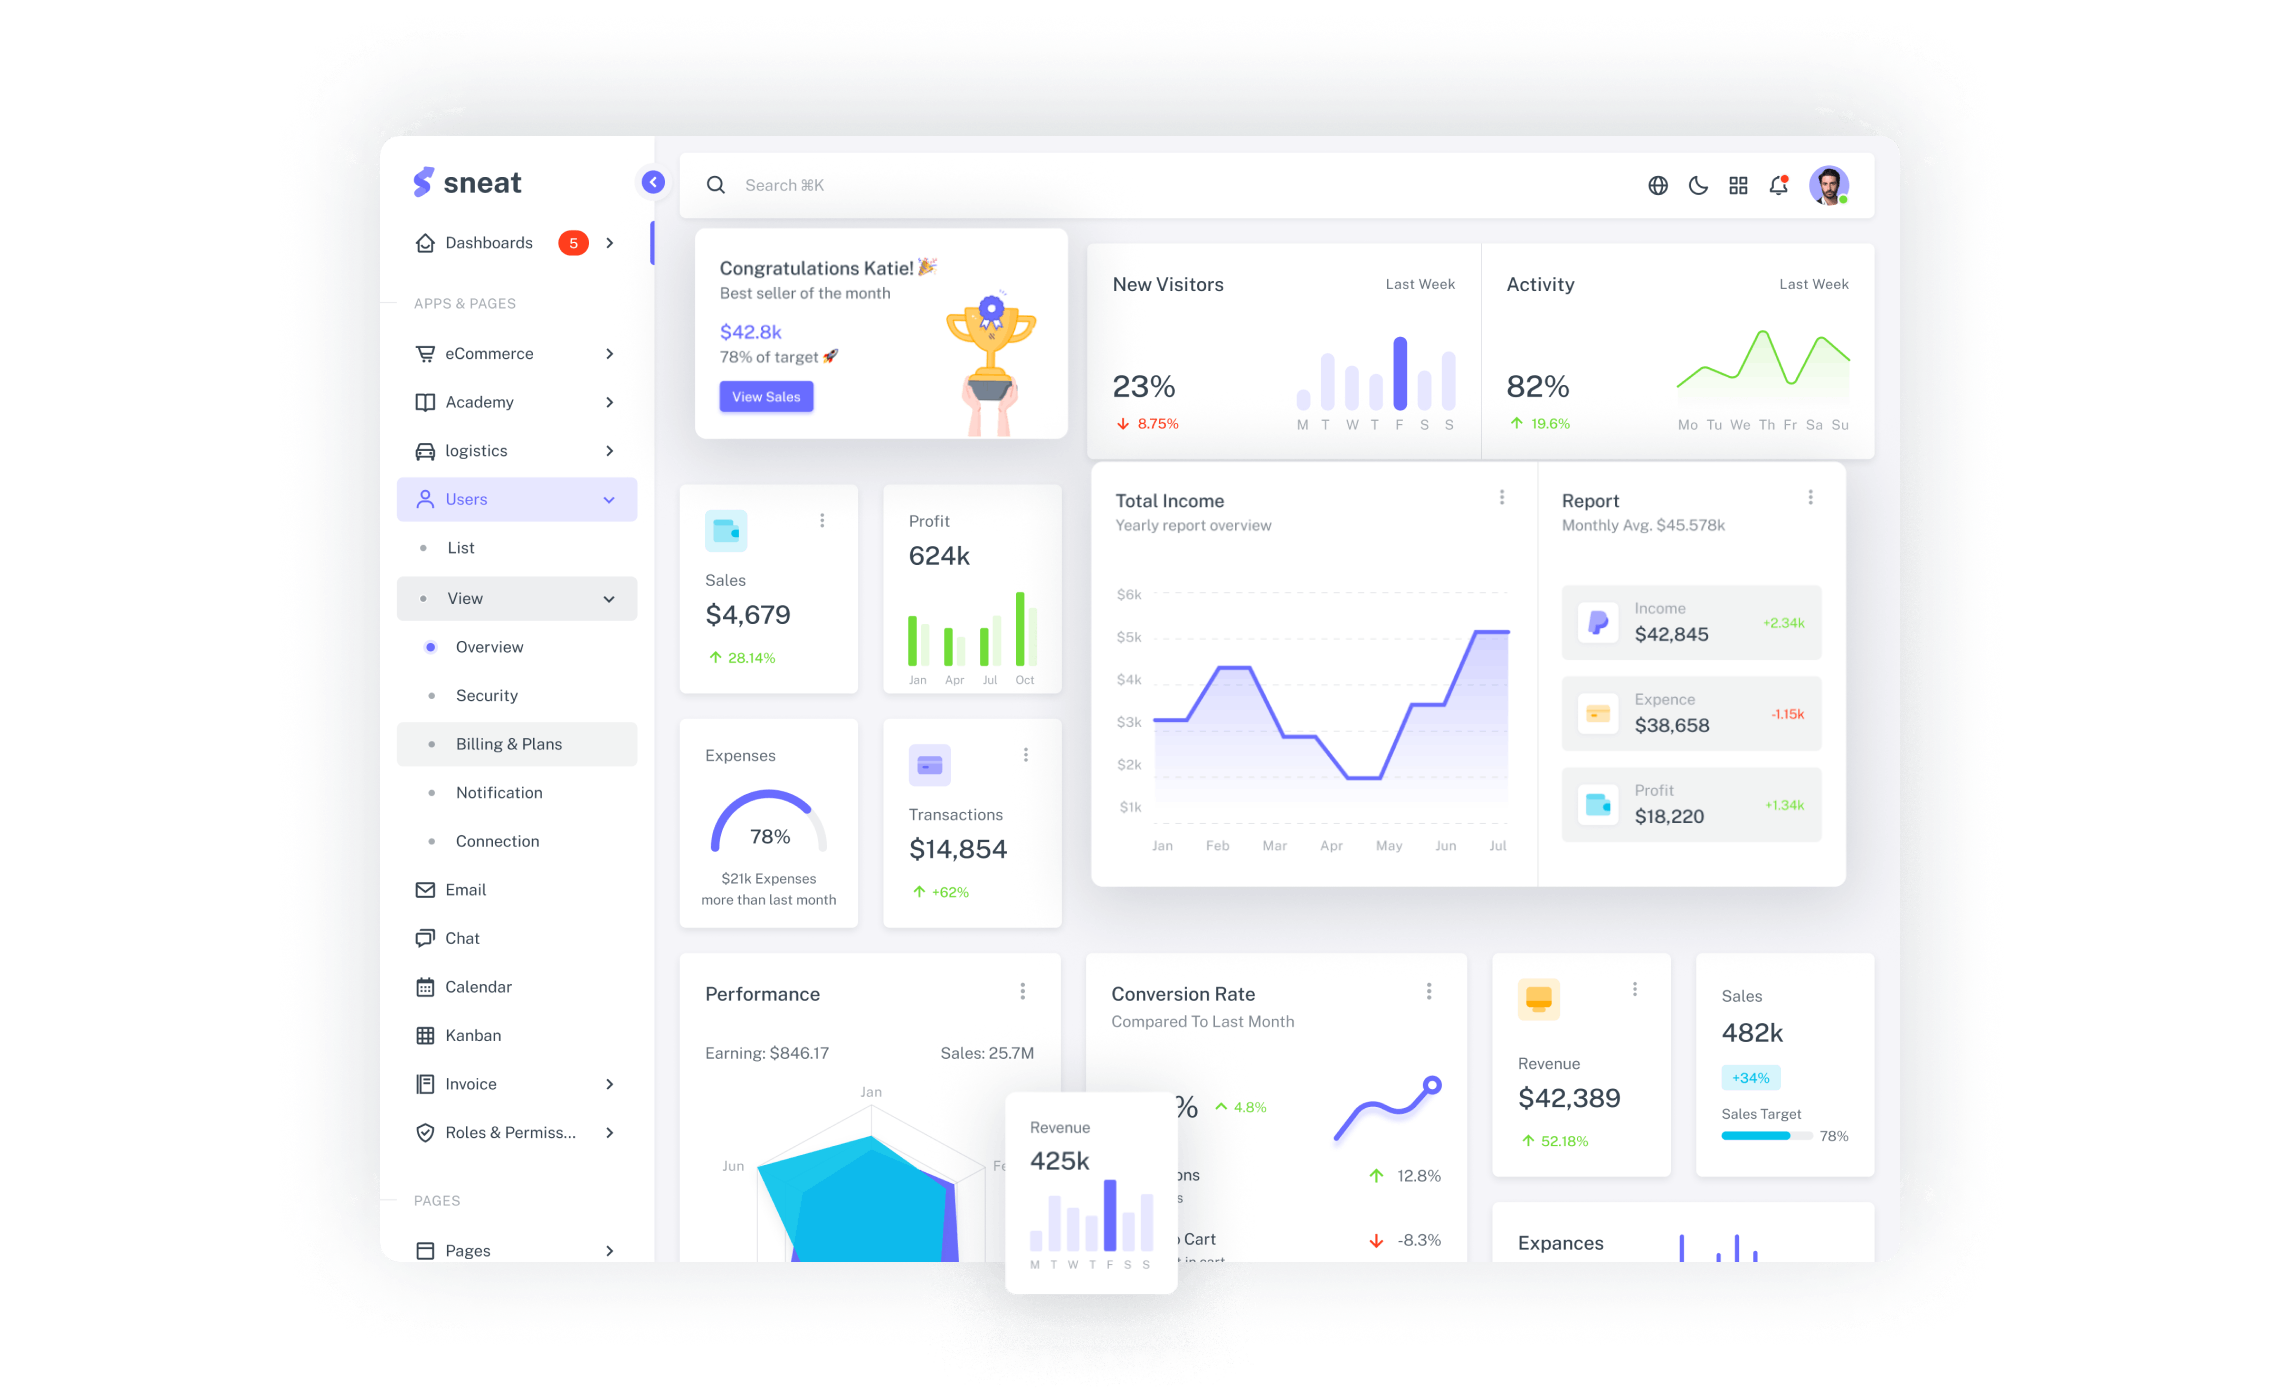 sneat
Dashboards 5
APPS & PAGES
eCommerce
Academy
logistics
Users
List
View
Overview
Security
Billing & Plans
Notification
Connection
Email
Chat
Calendar
Kanban
Invoice
Roles & Permiss...
PAGES
Pages
Search ⌘K
Congratulations Katie! 🎉
Best seller of the month
$42.8k
78% of target 🚀
View Sales
New Visitors Last Week
23%
8.75%
M T W T F S S
Activity Last Week
82%
19.6%
Mo Tu We Th Fr Sa Su
Sales
$4,679
28.14%
Profit
624k
Jan Apr Jul Oct
Expenses
78%
$21k Expenses
more than last month
Transactions
$14,854
+62%
Total Income
Yearly report overview
$6k
$5k
$4k
$3k
$2k
$1k
Jan Feb Mar Apr May Jun Jul
Report
Monthly Avg. $45.578k
Income
$42,845
+2.34k
Expence
$38,658
-1.15k
Profit
$18,220
+1.34k
Performance
Earning: $846.17 Sales: 25.7M
Jan
Jun
Revenue
425k
M T W T F S S
Conversion Rate
Compared To Last Month
% 4.8%
12.8%
Cart
-8.3%
in cart
Revenue
$42,389
52.18%
Sales
482k
+34%
Sales Target
78%
Expances